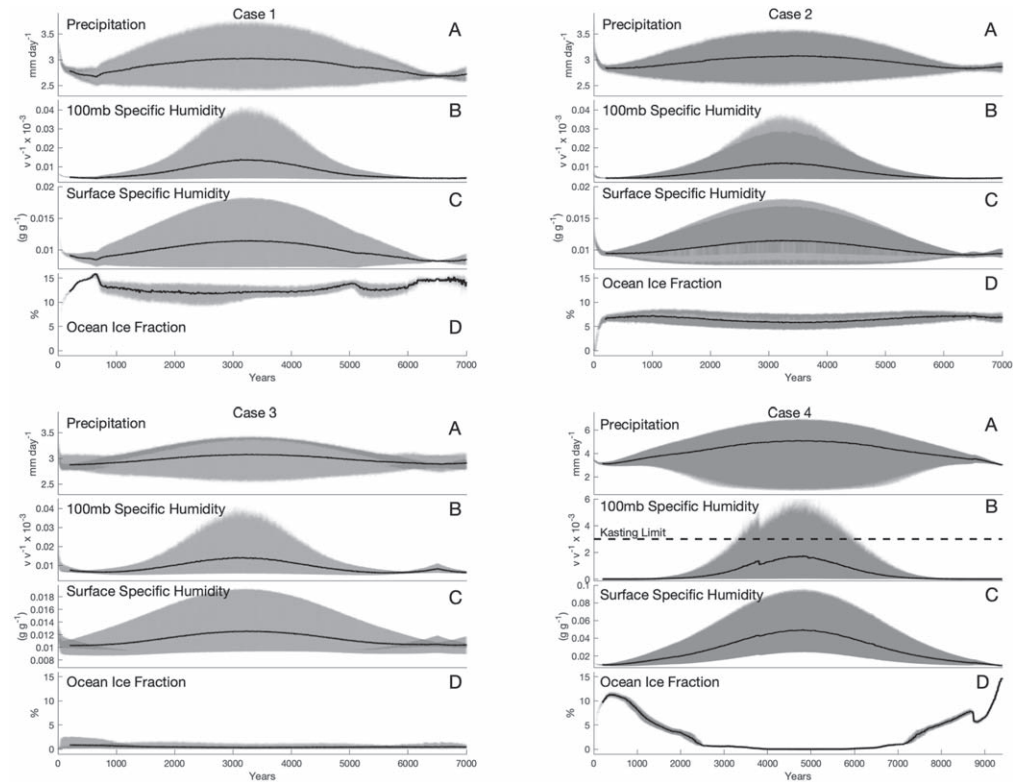 Case 1
Precipitation
A
mm day-1
3.5
3
2.5
100mb Specific Humidity
B
v v-1 x 10-3
0.04
0.03
0.02
0.01
Surface Specific Humidity
C
(g g-1)
0.02
0.015
0.01
Ocean Ice Fraction
D
%
15
10
5
0
0 1000 2000 3000 4000 5000 6000 7000
Years
Case 2
Precipitation
A
mm day-1
3.5
3
2.5
100mb Specific Humidity
B
v v-1 x 10-3
0.04
0.03
0.02
0.01
Surface Specific Humidity
C
(g g-1)
0.02
0.015
0.01
Ocean Ice Fraction
D
%
15
10
5
0
0 1000 2000 3000 4000 5000 6000 7000
Years
Case 3
Precipitation
A
mm day-1
3.5
3
2.5
100mb Specific Humidity
B
v v-1 x 10-3
0.04
0.03
0.02
0.01
Surface Specific Humidity
C
(g g-1)
0.018
0.016
0.014
0.012
0.01
0.008
Ocean Ice Fraction
D
%
15
10
5
0
0 1000 2000 3000 4000 5000 6000 7000
Years
Case 4
Precipitation
A
mm day-1
6
4
2
100mb Specific Humidity
B
Kasting Limit
v v-1 x 10-3
6
4
2
0
Surface Specific Humidity
C
(g g-1)
0.1
0.08
0.06
0.04
0.02
Ocean Ice Fraction
D
%
15
10
5
0
0 1000 2000 3000 4000 5000 6000 7000 8000 9000
Years